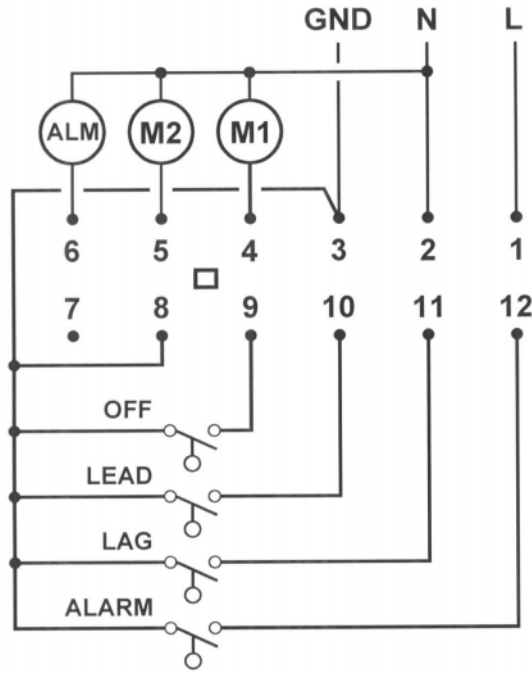 GND N L
ALM M2 M1
6 5 4 3 2 1
7 8 9 10 11 12
OFF
LEAD
LAG
ALARM